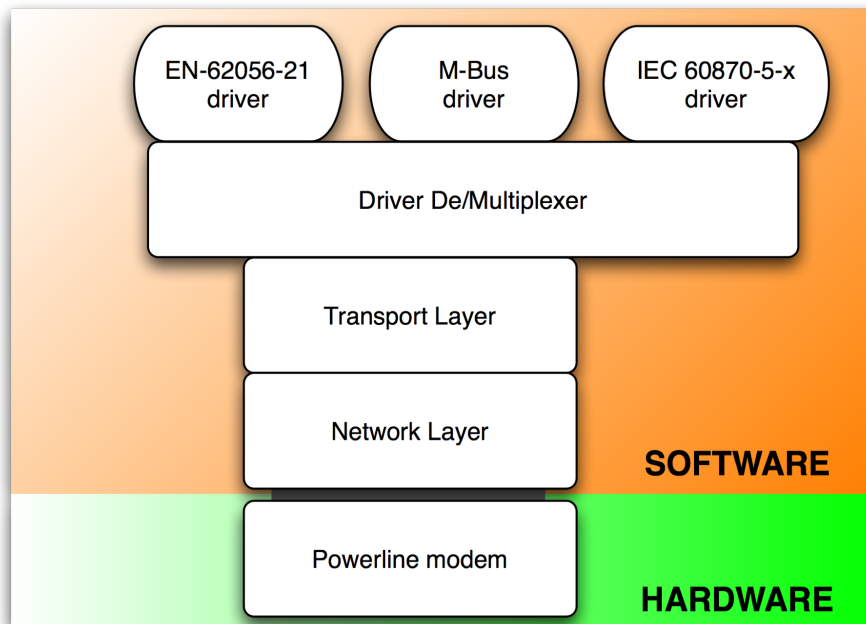 EN-62056-21
driver
M-Bus
driver
IEC 60870-5-x
driver
Driver De/Multiplexer
Transport Layer
Network Layer
SOFTWARE
Powerline modem
HARDWARE